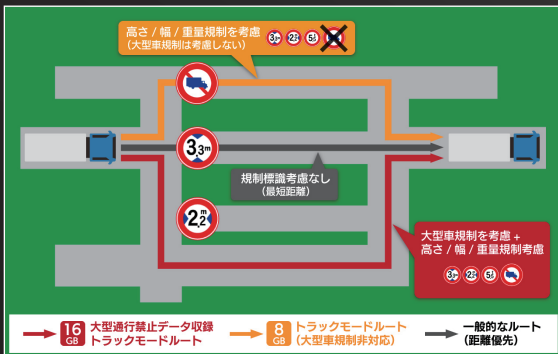 高さ / 幅 / 重量規制を考慮
(大型車規制は考慮しない)
3.3m
規制標識考慮なし
(最短距離)
2.2m
大型車規制を考慮 +
高さ / 幅 / 重量規制考慮
16GB 大型通行禁止データ収録
トラックモードルート
8GB トラックモードルート
(大型車規制非対応)
一般的なルート
(距離優先)